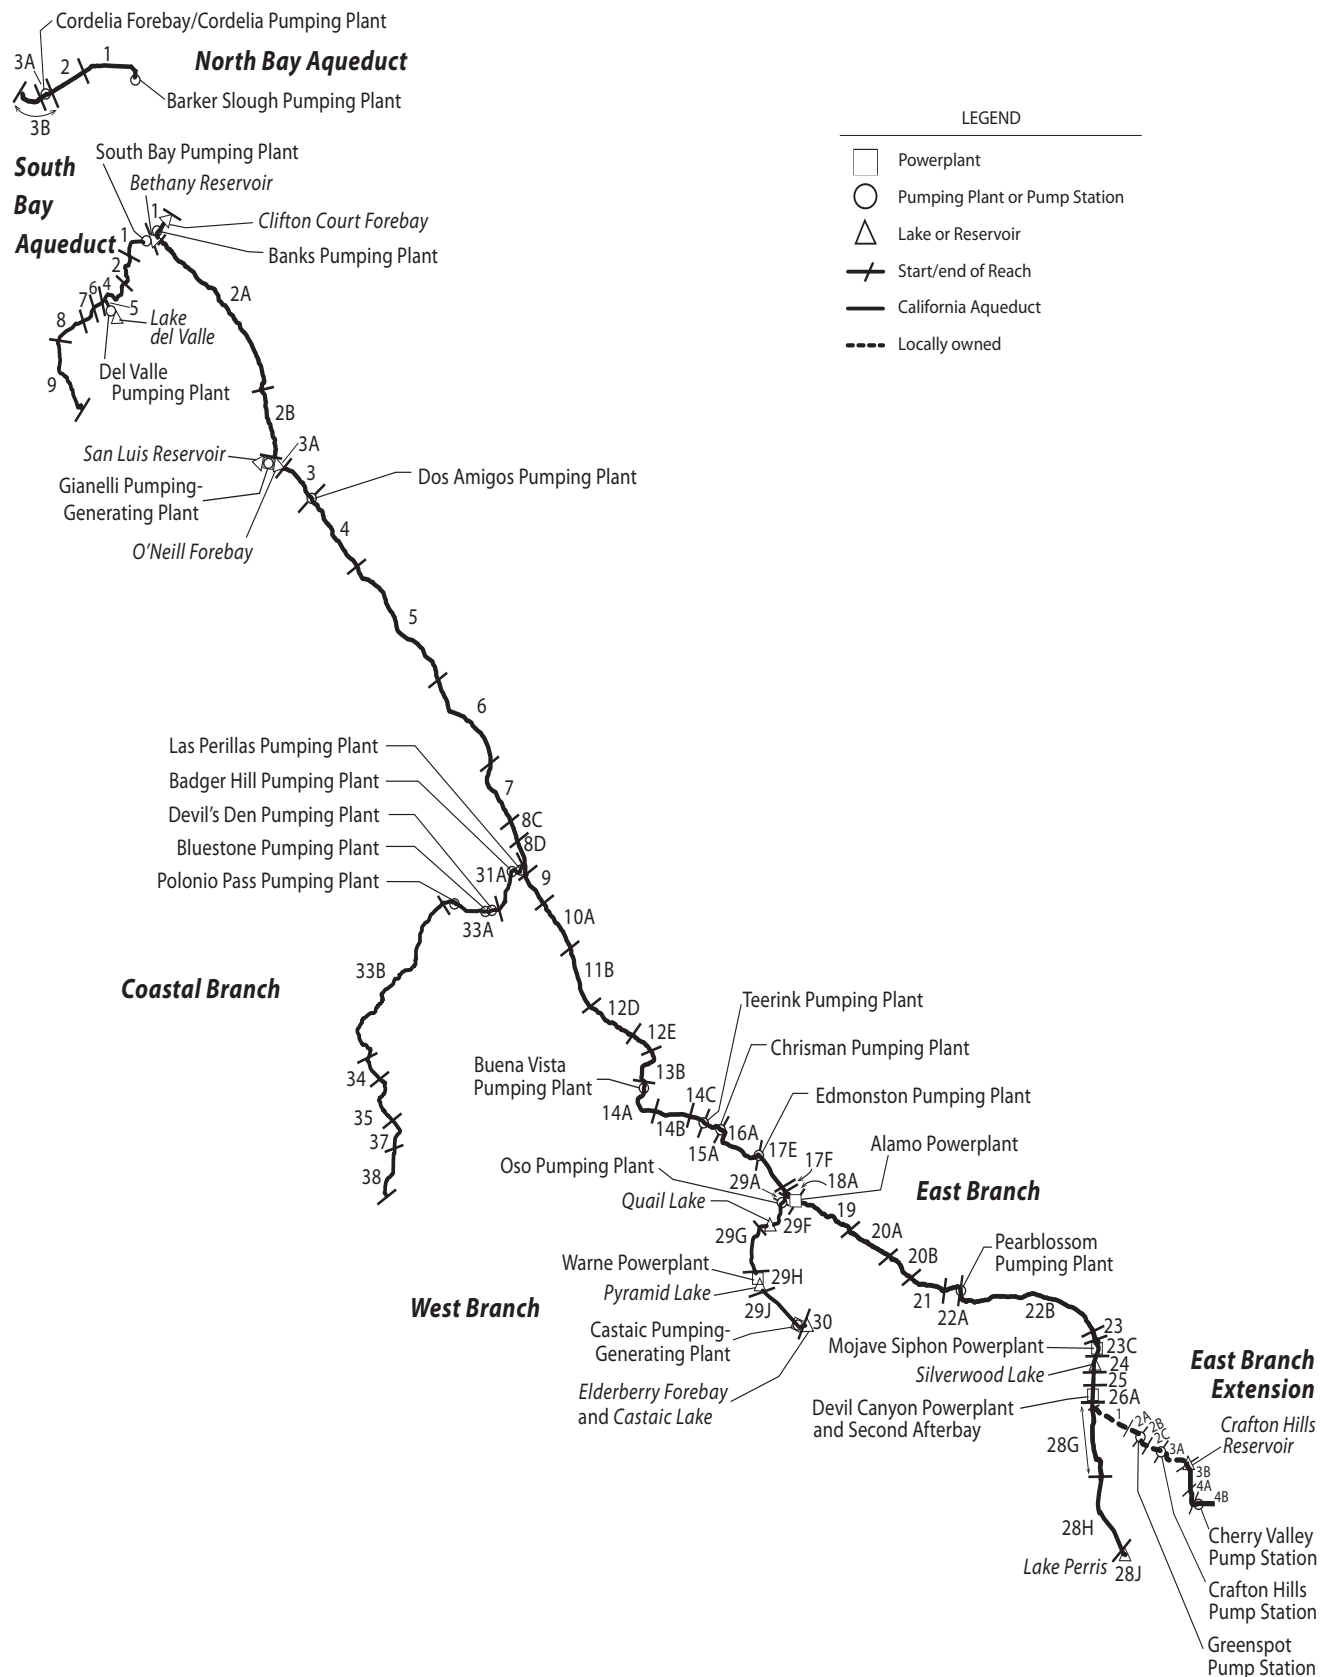 Cordelia Forebay/Cordelia Pumping Plant
North Bay Aqueduct
3A
2
1
Barker Slough Pumping Plant
3B
South Bay Pumping Plant
South
Bay
Aqueduct
Bethany Reservoir
1
Clifton Court Forebay
Banks Pumping Plant
1
2
2A
4
6
7
5
8
Lake
del Valle
Del Valle
Pumping Plant
9
2B
San Luis Reservoir
3A
3
Gianelli Pumping-
Generating Plant
Dos Amigos Pumping Plant
O'Neill Forebay
4
LEGEND
Powerplant
Pumping Plant or Pump Station
Lake or Reservoir
Start/end of Reach
California Aqueduct
Locally owned
5
6
Las Perillas Pumping Plant
Badger Hill Pumping Plant
7
Devil's Den Pumping Plant
8C
Bluestone Pumping Plant
8D
Polonio Pass Pumping Plant
31A
9
33A
10A
33B
Coastal Branch
11B
12D
12E
Teerink Pumping Plant
Chrisman Pumping Plant
Buena Vista
Pumping Plant
13B
34
14A
14B
14C
Edmonston Pumping Plant
35
37
38
15A
16A
17E
Alamo Powerplant
17F
18A
Oso Pumping Plant
29A
Quail Lake
East Branch
29F
19
20A
29G
20B
Pearblossom
Pumping Plant
Warne Powerplant
29H
Pyramid Lake
29J
West Branch
21
22A
22B
Castaic Pumping-
Generating Plant
30
23
Mojave Siphon Powerplant
23C
Silverwood Lake
24
25
East Branch
Extension
Elderberry Forebay
and Castaic Lake
Devil Canyon Powerplant
and Second Afterbay
26A
1
2A
2B
2C
3A
Crafton Hills
Reservoir
28G
3B
4A
4B
28H
Cherry Valley
Pump Station
Lake Perris
28J
Crafton Hills
Pump Station
Greenspot
Pump Station